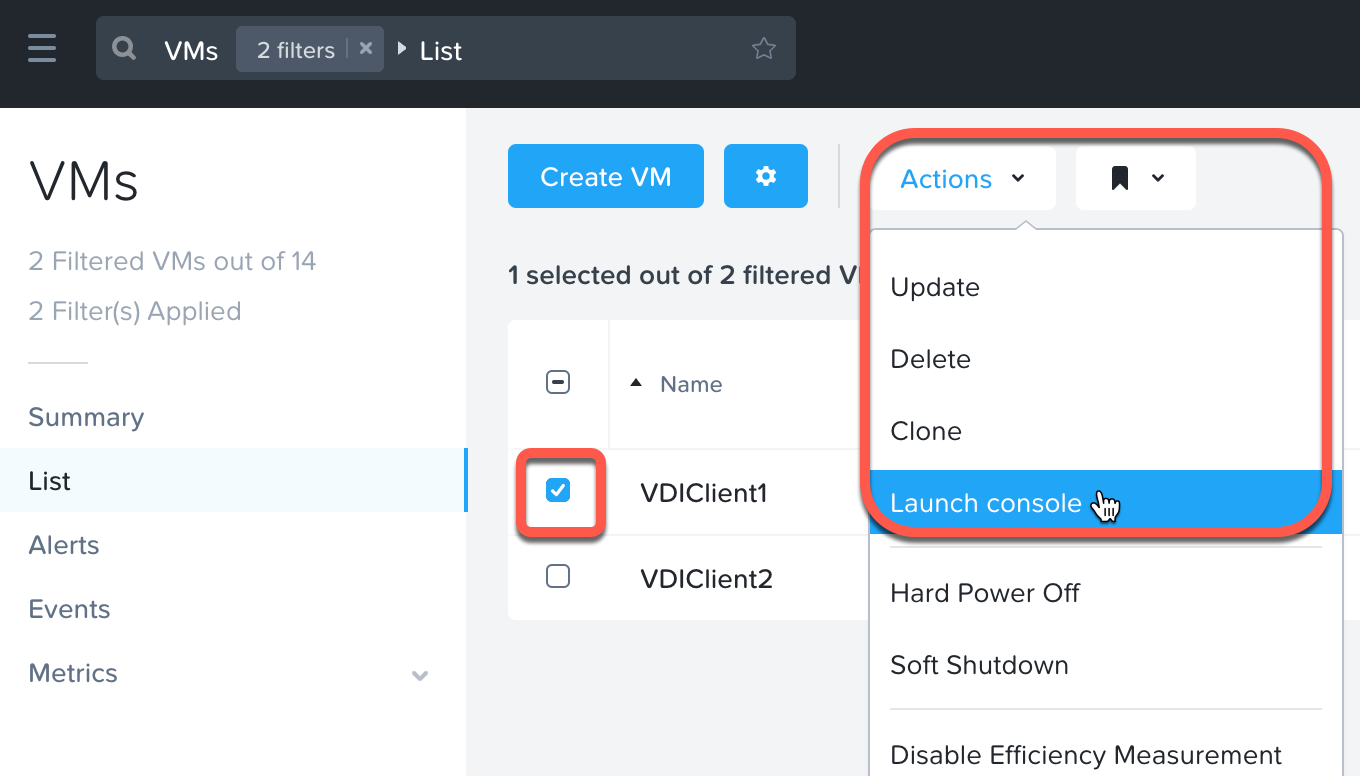 VMs 2 filters List
VMs
2 Filtered VMs out of 14
2 Filter(s) Applied
Summary
List
Alerts
Events
Metrics
Create VM
Actions
1 selected out of 2 filtered
Name
VDIClient1
VDIClient2
Update
Delete
Clone
Launch console
Hard Power Off
Soft Shutdown
Disable Efficiency Measurement